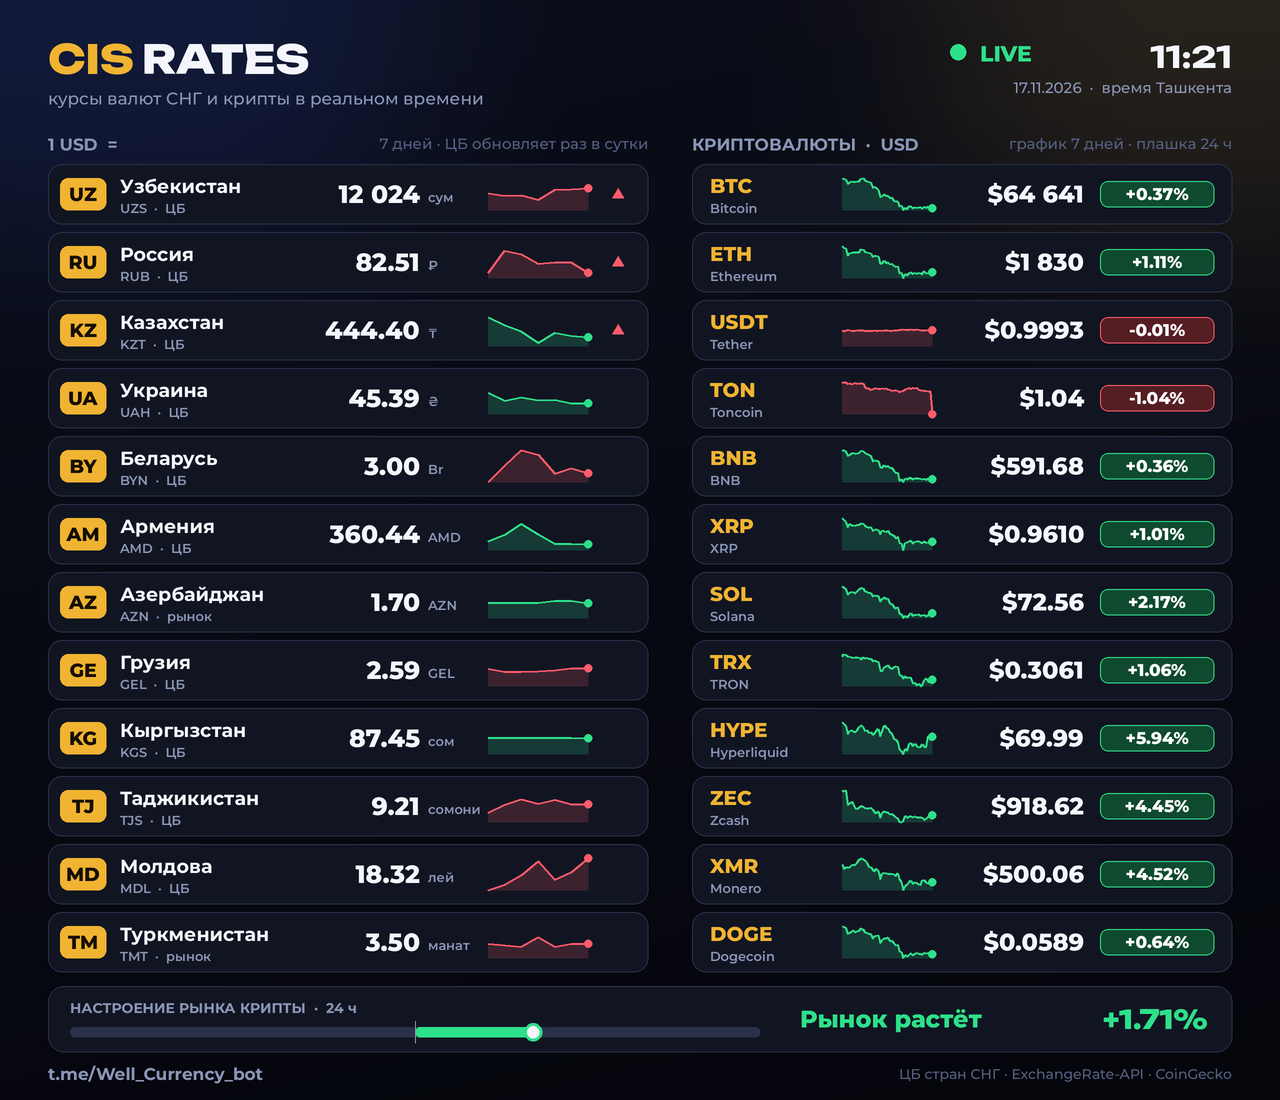 CIS RATES
курсы валют СНГ и крипты в реальном времени
LIVE 11:21
17.11.2026 · время Ташкента
1 USD =
7 дней · ЦБ обновляет раз в сутки
UZ Узбекистан 12 024 сум
UZS · ЦБ
RU Россия 82.51 ₽
RUB · ЦБ
KZ Казахстан 444.40 ₸
KZT · ЦБ
UA Украина 45.39 ₴
UAH · ЦБ
BY Беларусь 3.00 Br
BYN · ЦБ
AM Армения 360.44 AMD
AMD · ЦБ
AZ Азербайджан 1.70 AZN
AZN · рынок
GE Грузия 2.59 GEL
GEL · ЦБ
KG Кыргызстан 87.45 сом
KGS · ЦБ
TJ Таджикистан 9.21 сомони
TJS · ЦБ
MD Молдова 18.32 лей
MDL · ЦБ
TM Туркменистан 3.50 манат
TMT · рынок
КРИПТОВАЛЮТЫ · USD
график 7 дней · плашка 24 ч
BTC $64 641 +0.37%
Bitcoin
ETH $1 830 +1.11%
Ethereum
USDT $0.9993 -0.01%
Tether
TON $1.04 -1.04%
Toncoin
BNB $591.68 +0.36%
BNB
XRP $0.9610 +1.01%
XRP
SOL $72.56 +2.17%
Solana
TRX $0.3061 +1.06%
TRON
HYPE $69.99 +5.94%
Hyperliquid
ZEC $918.62 +4.45%
Zcash
XMR $500.06 +4.52%
Monero
DOGE $0.0589 +0.64%
Dogecoin
НАСТРОЕНИЕ РЫНКА КРИПТЫ · 24 ч
Рынок растёт +1.71%
t.me/Well_Currency_bot
ЦБ стран СНГ · ExchangeRate-API · CoinGecko